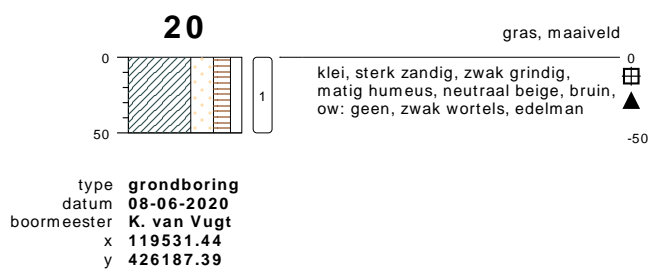 20
gras, maaiveld
0
0
klei, sterk zandig, zwak grindig,
matig humeus, neutraal beige, bruin,
ow: geen, zwak wortels, edelman
1
50
-50
type grondboring
datum 08-06-2020
boormeester K. van Vugt
x 119531.44
y 426187.39